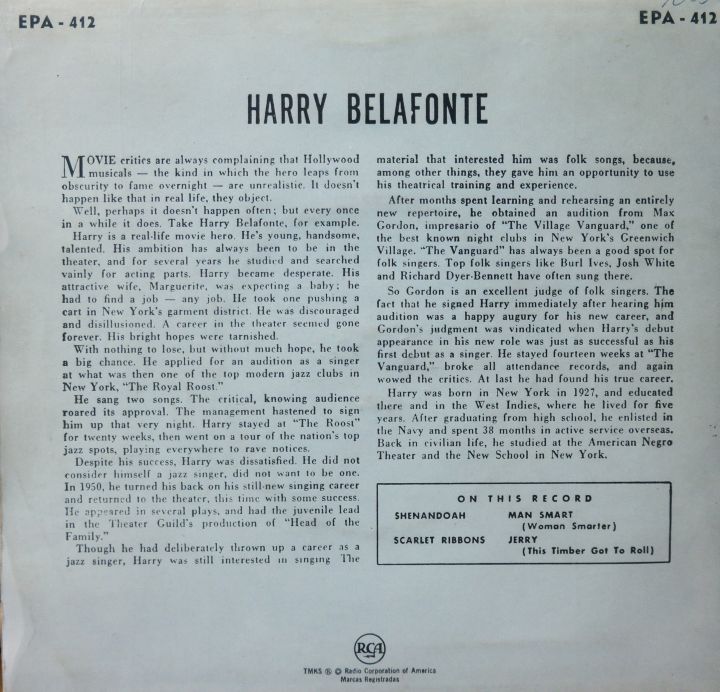 EPA - 412
EPA - 412
HARRY BELAFONTE
MOVIE critics are always complaining that Hollywood
musicals — the kind in which the hero leaps from
obscurity to fame overnight — are unrealistic. It doesn't
happen like that in real life, they object.
Well, perhaps it doesn't happen often; but every once
in a while it does. Take Harry Belafonte, for example.
Harry is a real-life movie hero. He's young, handsome,
talented. His ambition has always been to be in the
theater, and for several years he studied and searched
vainly for acting parts. Harry became desperate. His
attractive wife, Marguerite, was expecting a baby; he
had to find a job — any job. He took one pushing a
cart in New York's garment district. He was discouraged
and disillusioned. A career in the theater seemed gone
forever. His bright hopes were tarnished.
With nothing to lose, but without much hope, he took
a big chance. He applied for an audition as a singer
at what was then one of the top modern jazz clubs in
New York, "The Royal Roost."
He sang two songs. The critical, knowing audience
roared its approval. The management hastened to sign
him up that very night. Harry stayed at "The Roost"
for twenty weeks, then went on a tour of the nation's top
jazz spots, playing everywhere to rave notices.
Despite his success, Harry was dissatisfied. He did not
consider himself a jazz singer, did not want to be one.
In 1950, he turned his back on his still-new singing career
and returned to the theater, this time with some success.
He appeared in several plays, and had the juvenile lead
in the Theater Guild's production of "Head of the
Family."
Though he had deliberately thrown up a career as a
jazz singer, Harry was still interested in singing The
material that interested him was folk songs, because,
among other things, they gave him an opportunity to use
his theatrical training and experience.
After months spent learning and rehearsing an entirely
new repertoire, he obtained an audition from Max
Gordon, impresario of "The Village Vanguard," one of
the best known night clubs in New York's Greenwich
Village. "The Vanguard" has always been a good spot for
folk singers. Top folk singers like Burl Ives, Josh White
and Richard Dyer-Bennett have often sung there.
So Gordon is an excellent judge of folk singers. The
fact that he signed Harry immediately after hearing him
audition was a happy augury for his new career, and
Gordon's judgment was vindicated when Harry's debut
appearance in his new role was just as successful as his
first debut as a singer. He stayed fourteen weeks at "The
Vanguard," broke all attendance records, and again
wowed the critics. At last he had found his true career.
Harry was born in New York in 1927, and educated
there and in the West Indies, where he lived for five
years. After graduating from high school, he enlisted in
the Navy and spent 38 months in active service overseas.
Back in civilian life, he studied at the American Negro
Theater and the New School in New York.
ON THIS RECORD
SHENANDOAH MAN SMART
(Woman Smarter)
SCARLET RIBBONS JERRY
(This Timber Got To Roll)
RCA
TMKS ® © Radio Corporation of America
Marcas Registradas